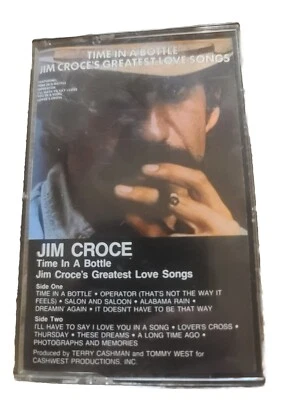 TIME IN A BOTTLE
JIM CROCE'S GREATEST LOVE SONGS
JIM CROCE
Time In A Bottle
Jim Croce's Greatest Love Songs
Side One
TIME IN A BOTTLE • OPERATOR (THAT'S NOT THE WAY IT
FEELS) • SALON AND SALOON • ALABAMA RAIN •
DREAMIN' AGAIN • IT DOESN'T HAVE TO BE THAT WAY
Side Two
I'LL HAVE TO SAY I LOVE YOU IN A SONG • LOVER'S CROSS •
THURSDAY • THESE DREAMS • A LONG TIME AGO •
PHOTOGRAPHS AND MEMORIES
Produced by TERRY CASHMAN and TOMMY WEST for
CASHWEST PRODUCTIONS, INC.